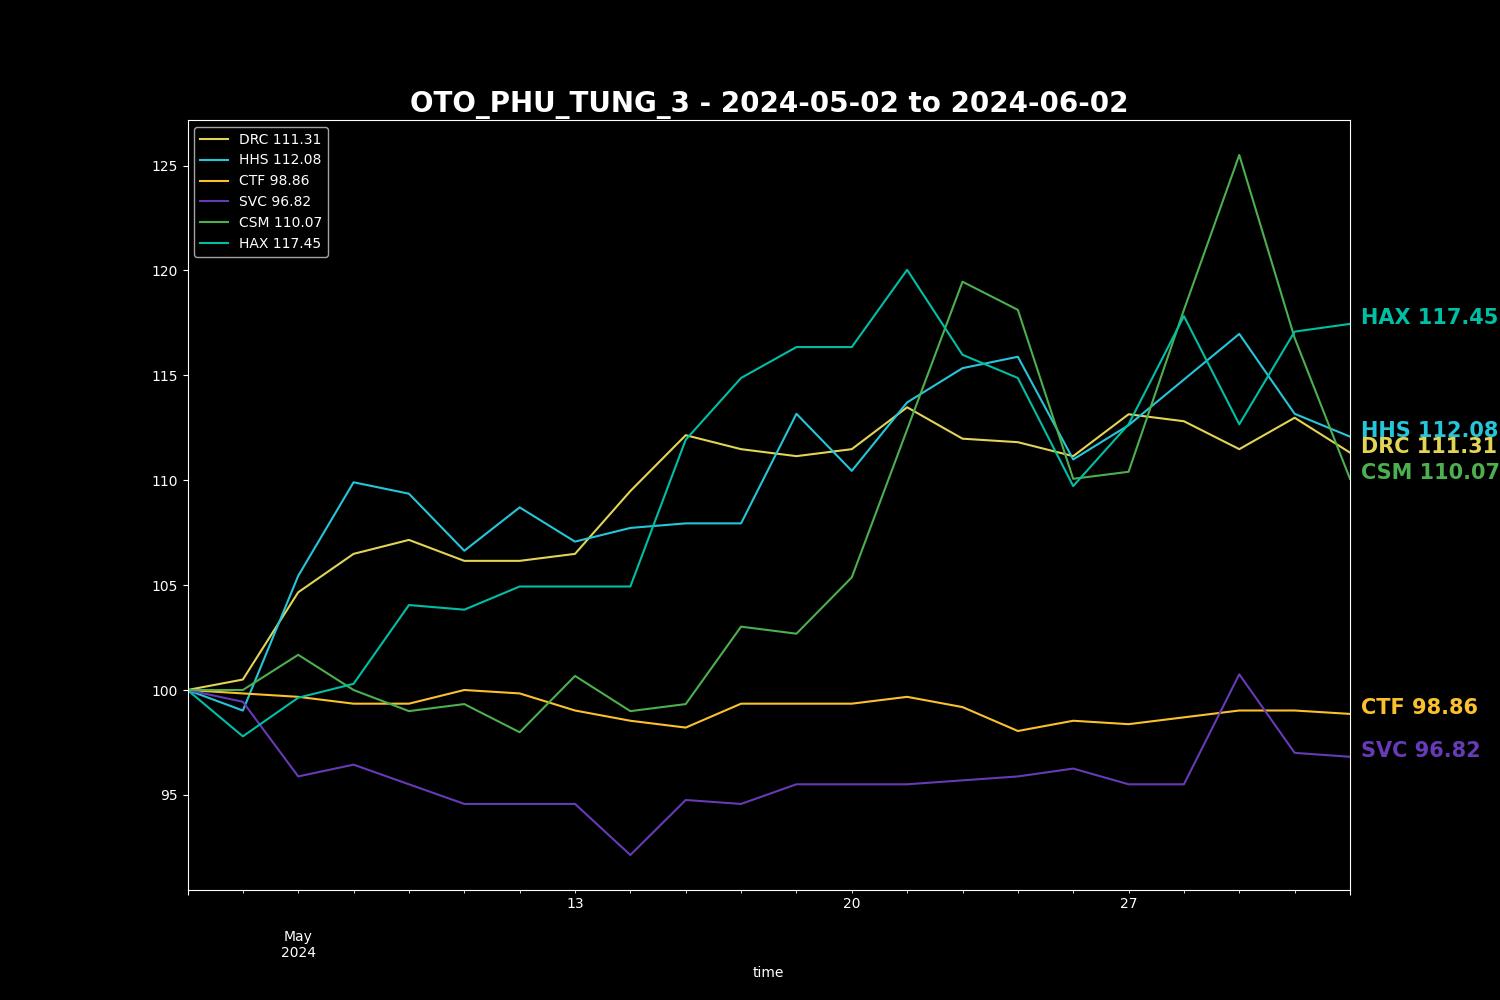 OTO_PHU_TUNG_3 - 2024-05-02 to 2024-06-02
DRC 111.31
HHS 112.08
CTF 98.86
SVC 96.82
CSM 110.07
HAX 117.45
125
120
115
110
105
100
95
HAX 117.45
HHS 112.08
DRC 111.31
CSM 110.07
CTF 98.86
SVC 96.82
13
20
27
May
2024
time